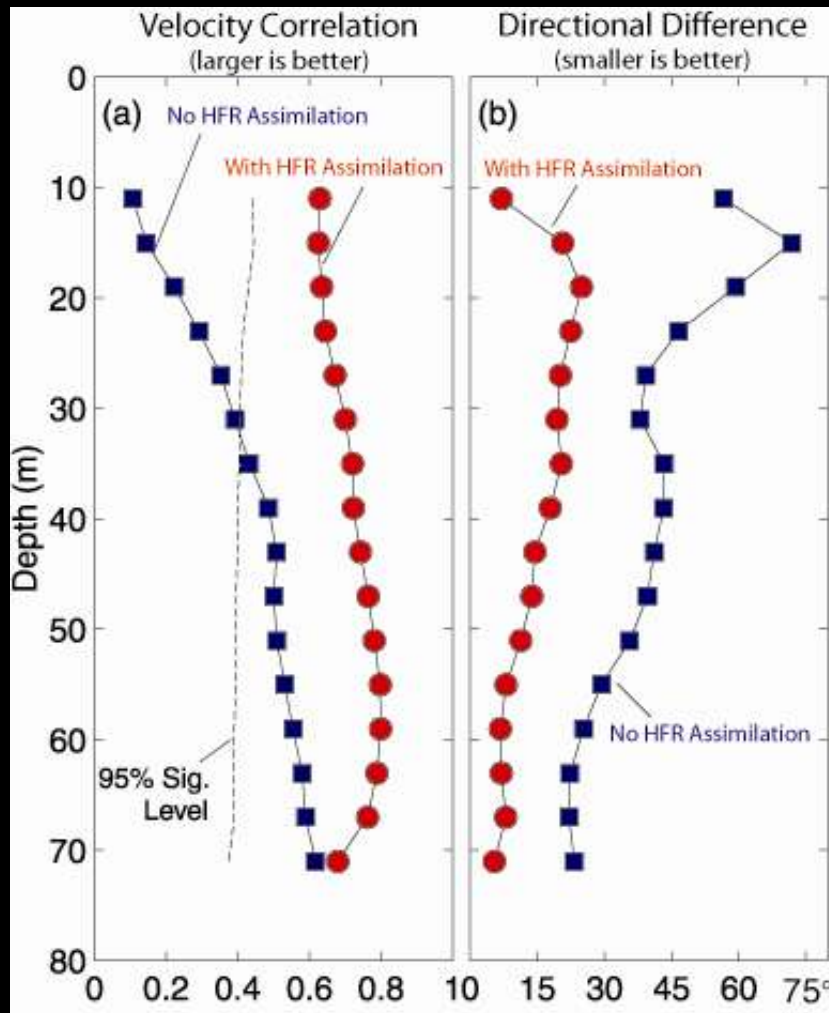 Velocity Correlation
(larger is better)
Directional Difference
(smaller is better)
(a)
No HFR Assimilation
With HFR Assimilation
95% Sig.
Level
(b)
With HFR Assimilation
No HFR Assimilation
Depth (m)
0
10
20
30
40
50
60
70
80
0 0.2 0.4 0.6 0.8 10 15 30 45 60 75°